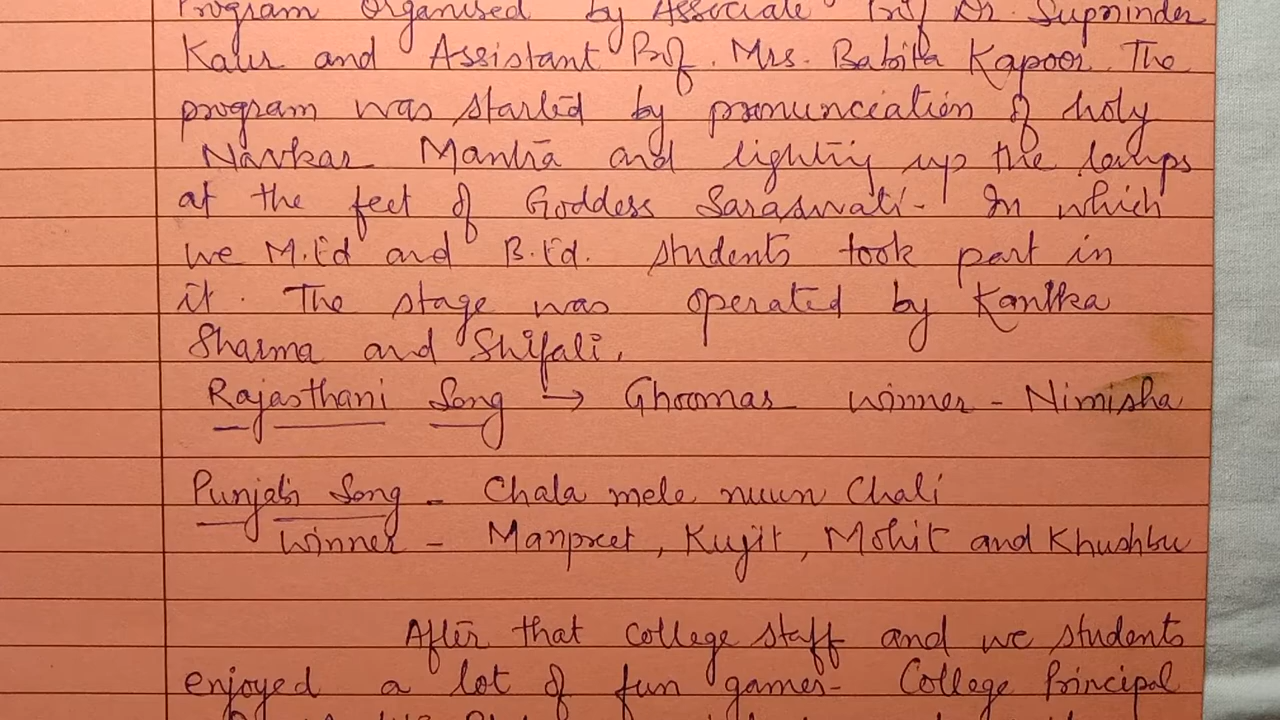 Program Organised by Associate Prof Dr. Supninder
Kaur and Assistant Prof. Mrs. Babita Kapoor. The
program was started by pronunciation of holy
Navkar Mantra and lighting up the lamps
at the feet of Goddess Saraswati- In which
we M.Ed and B.Ed. students took part in
it. The stage was operated by Kanika
Sharma and Shifali.
Rajasthani Song → Ghoomar winner - Nimisha
Punjabi Song - Chala mele nuun Chali
Winner - Manpreet, Kujit, Mohit and Khushbu
After that college staff and we students
enjoyed a lot of fun games- College Principal